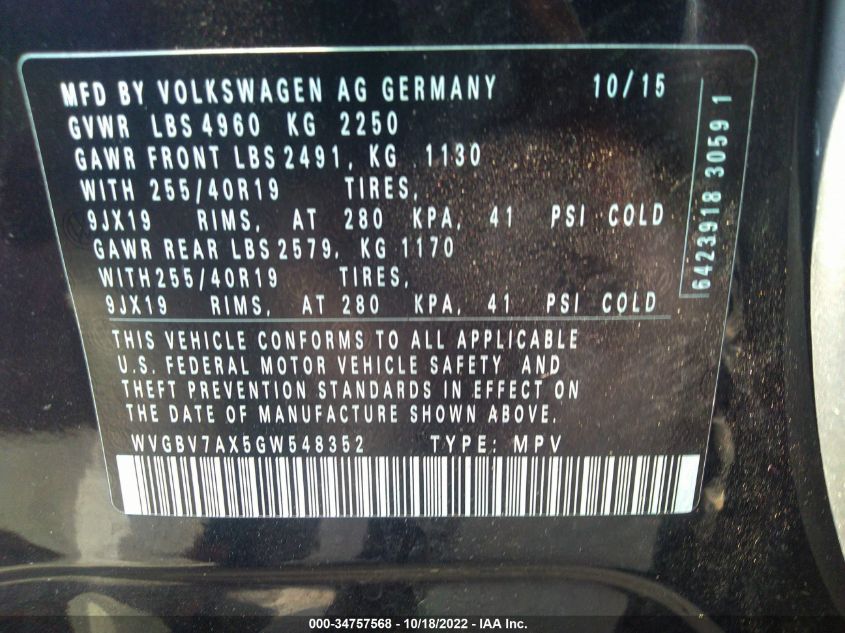 MFD BY VOLKSWAGEN AG GERMANY 10/15
GVWR LBS 4960 KG 2250
GAWR FRONT LBS 2491, KG 1130
WITH 255/40R19 TIRES,
9JX19 RIMS, AT 280 KPA, 41 PSI COLD
GAWR REAR LBS 2579, KG 1170
WITH 255/40R19 TIRES,
9JX19 RIMS, AT 280 KPA, 41 PSI COLD
THIS VEHICLE CONFORMS TO ALL APPLICABLE
U.S. FEDERAL MOTOR VEHICLE SAFETY AND
THEFT PREVENTION STANDARDS IN EFFECT ON
THE DATE OF MANUFACTURE SHOWN ABOVE.
WVGBV7AX5GW548352 TYPE: MPV
6423918 3059 1
000-34757568 - 10/18/2022 - IAA Inc.